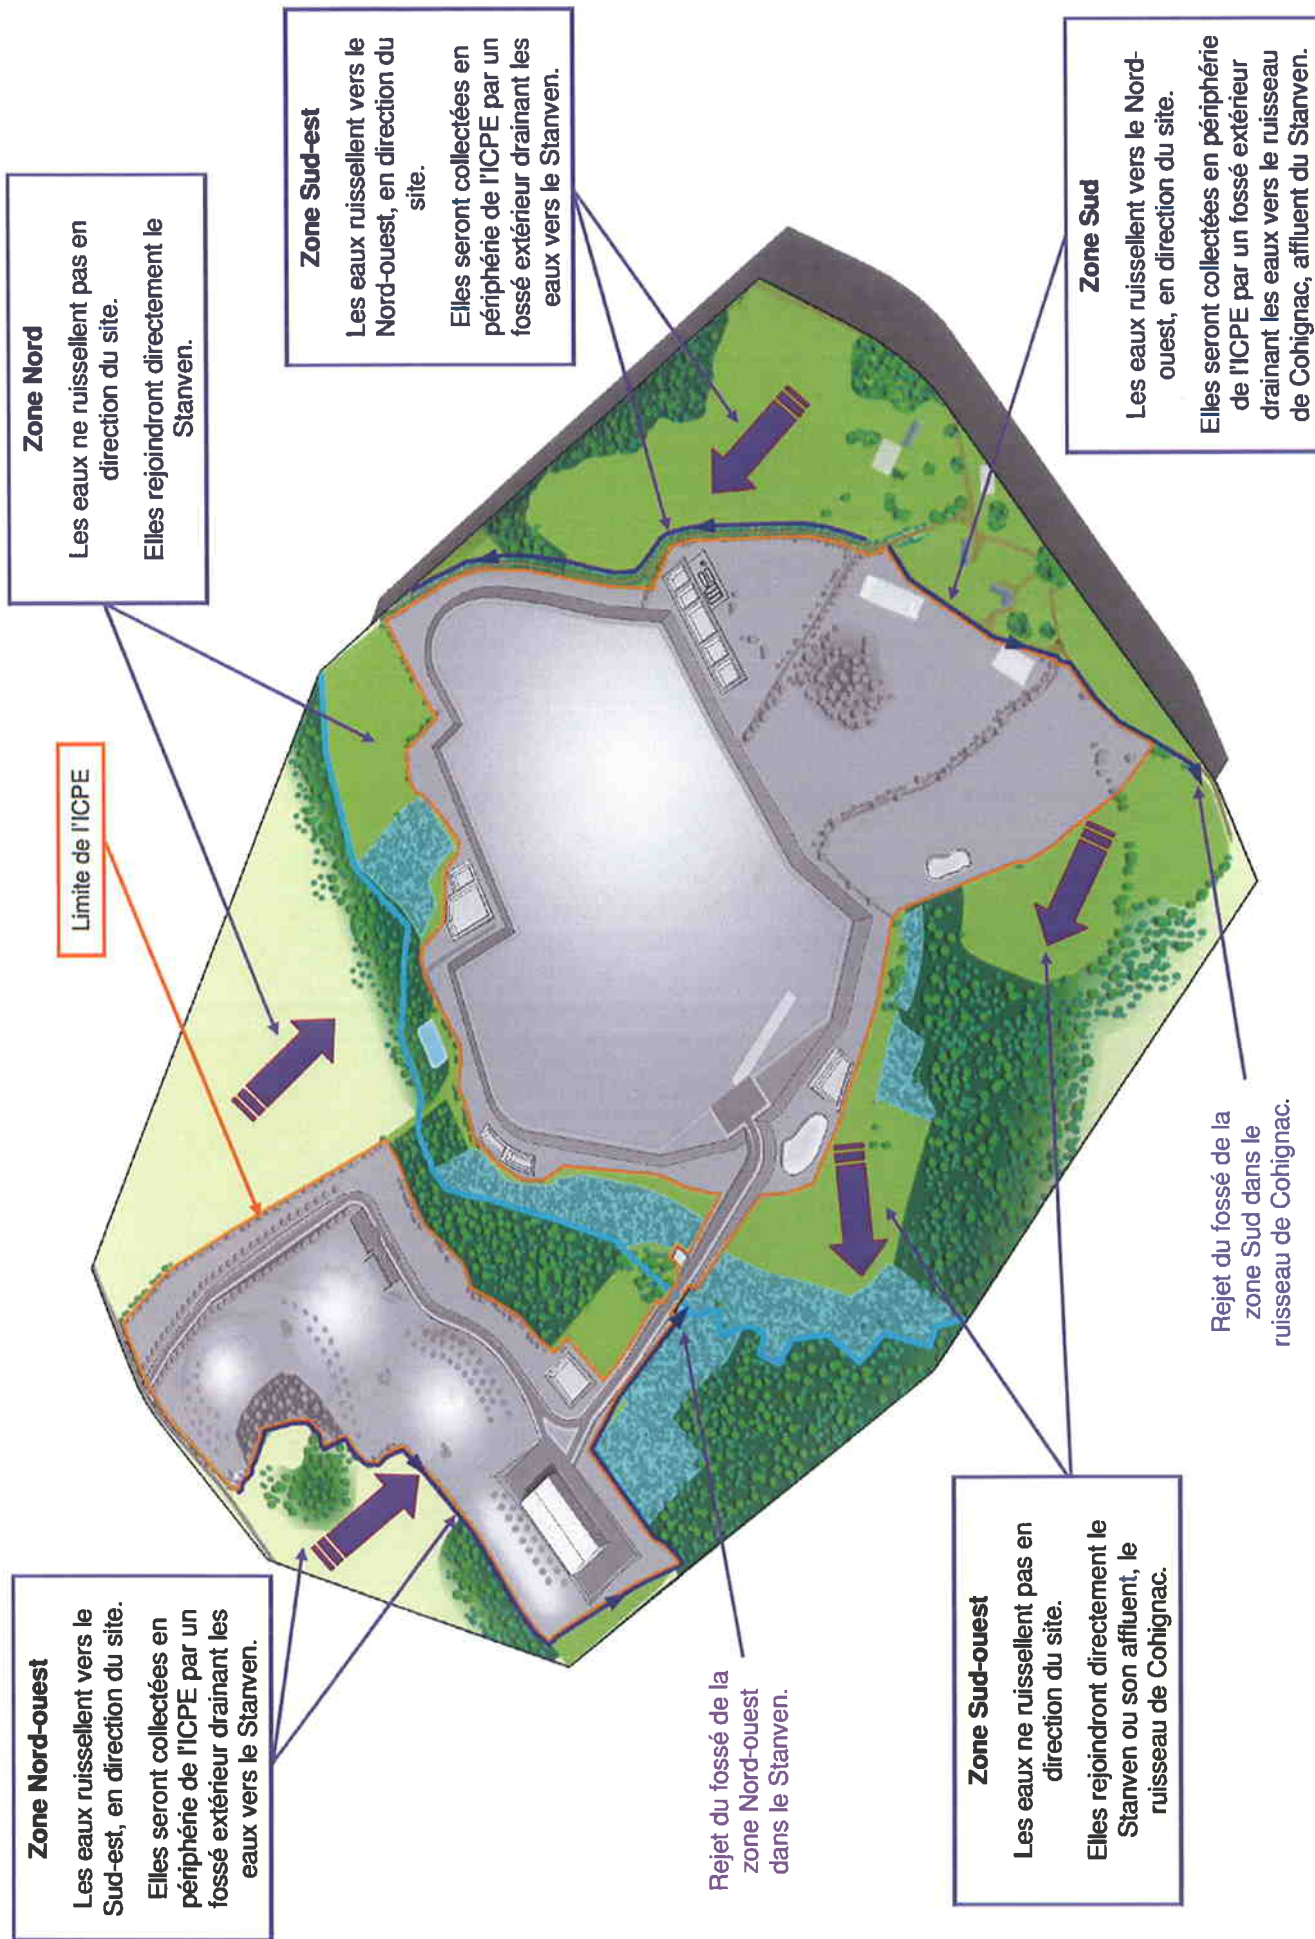 Zone Nord-ouest
Les eaux ruissellent vers le
Sud-est, en direction du site.
Elles seront collectées en
périphérie de l'ICPE par un
fossé extérieur drainant les
eaux vers le Stanven.
Limite de l'ICPE
Zone Nord
Les eaux ne ruissellent pas en
direction du site.
Elles rejoindront directement le
Stanven.
Zone Sud-est
Les eaux ruissellent vers le
Nord-ouest, en direction du
site.
Elles seront collectées en
périphérie de l'ICPE par un
fossé extérieur drainant les
eaux vers le Stanven.
Rejet du fossé de la
zone Nord-ouest
dans le Stanven.
Zone Sud-ouest
Les eaux ne ruissellent pas en
direction du site.
Elles rejoindront directement le
Stanven ou son affluent, le
ruisseau de Cohignac.
Rejet du fossé de la
zone Sud dans le
ruisseau de Cohignac.
Zone Sud
Les eaux ruissellent vers le Nord-
ouest, en direction du site.
Elles seront collectées en périphérie
de l'ICPE par un fossé extérieur
drainant les eaux vers le ruisseau
de Cohignac, affluent du Stanven.